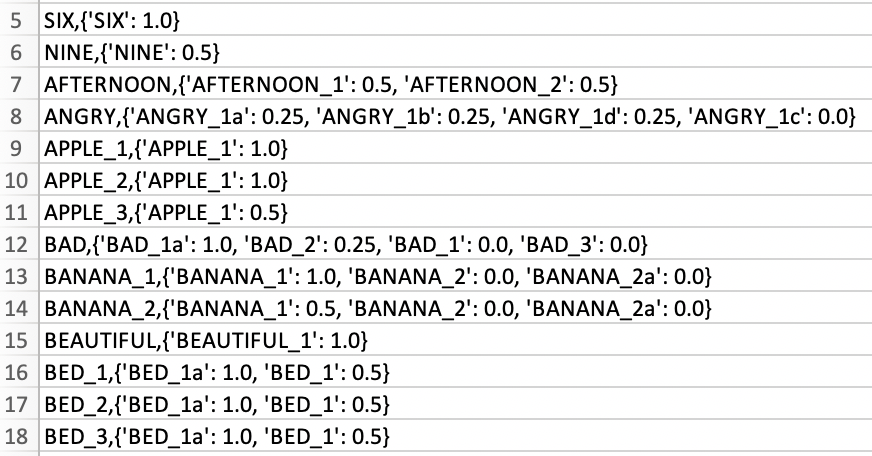 5 SIX,{'SIX': 1.0}
6 NINE,{'NINE': 0.5}
7 AFTERNOON,{'AFTERNOON_1': 0.5, 'AFTERNOON_2': 0.5}
8 ANGRY,{'ANGRY_1a': 0.25, 'ANGRY_1b': 0.25, 'ANGRY_1d': 0.25, 'ANGRY_1c': 0.0}
9 APPLE_1,{'APPLE_1': 1.0}
10 APPLE_2,{'APPLE_1': 1.0}
11 APPLE_3,{'APPLE_1': 0.5}
12 BAD,{'BAD_1a': 1.0, 'BAD_2': 0.25, 'BAD_1': 0.0, 'BAD_3': 0.0}
13 BANANA_1,{'BANANA_1': 1.0, 'BANANA_2': 0.0, 'BANANA_2a': 0.0}
14 BANANA_2,{'BANANA_1': 0.5, 'BANANA_2': 0.0, 'BANANA_2a': 0.0}
15 BEAUTIFUL,{'BEAUTIFUL_1': 1.0}
16 BED_1,{'BED_1a': 1.0, 'BED_1': 0.5}
17 BED_2,{'BED_1a': 1.0, 'BED_1': 0.5}
18 BED_3,{'BED_1a': 1.0, 'BED_1': 0.5}